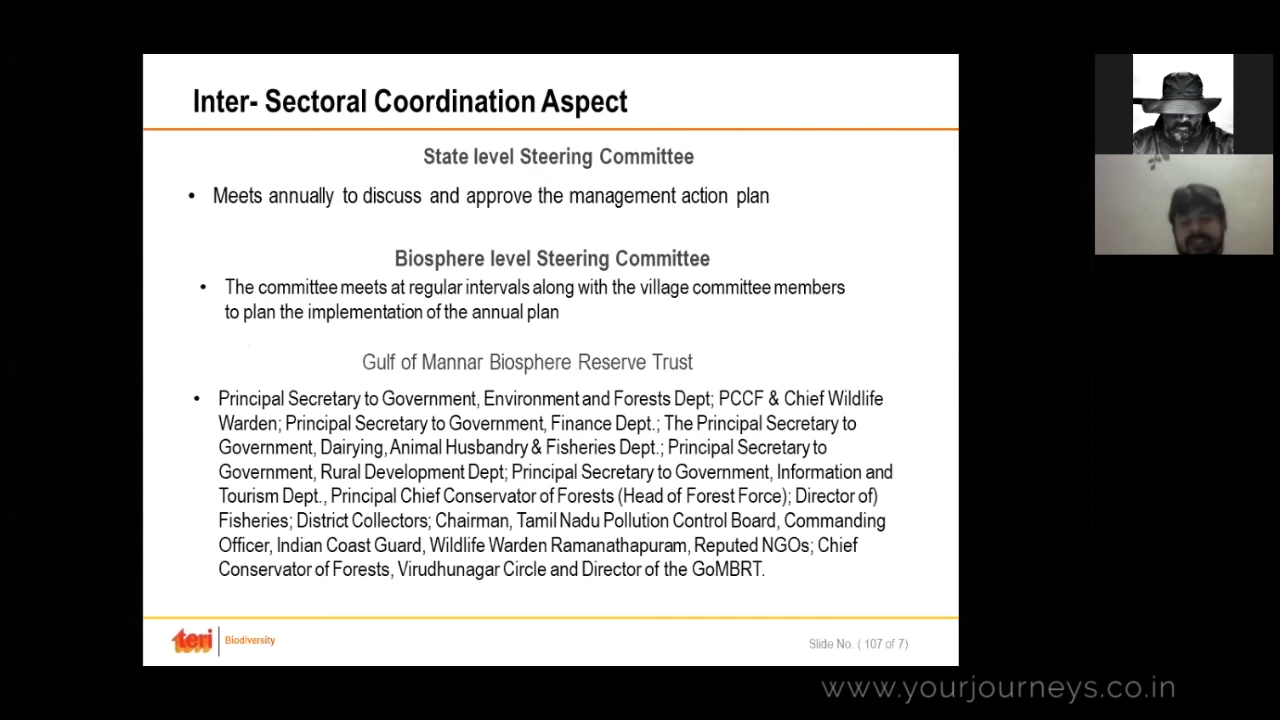 Inter- Sectoral Coordination Aspect
State level Steering Committee
• Meets annually to discuss and approve the management action plan
Biosphere level Steering Committee
• The committee meets at regular intervals along with the village committee members
to plan the implementation of the annual plan
Gulf of Mannar Biosphere Reserve Trust
• Principal Secretary to Government, Environment and Forests Dept; PCCF & Chief Wildlife
Warden; Principal Secretary to Government, Finance Dept.; The Principal Secretary to
Government, Dairying, Animal Husbandry & Fisheries Dept.; Principal Secretary to
Government, Rural Development Dept; Principal Secretary to Government, Information and
Tourism Dept., Principal Chief Conservator of Forests (Head of Forest Force); Director of)
Fisheries; District Collectors; Chairman, Tamil Nadu Pollution Control Board, Commanding
Officer, Indian Coast Guard, Wildlife Warden Ramanathapuram, Reputed NGOs; Chief
Conservator of Forests, Virudhunagar Circle and Director of the GoMBRT.
teri Biodiversity
Slide No. ( 107 of 7)
www.yourjourneys.co.in